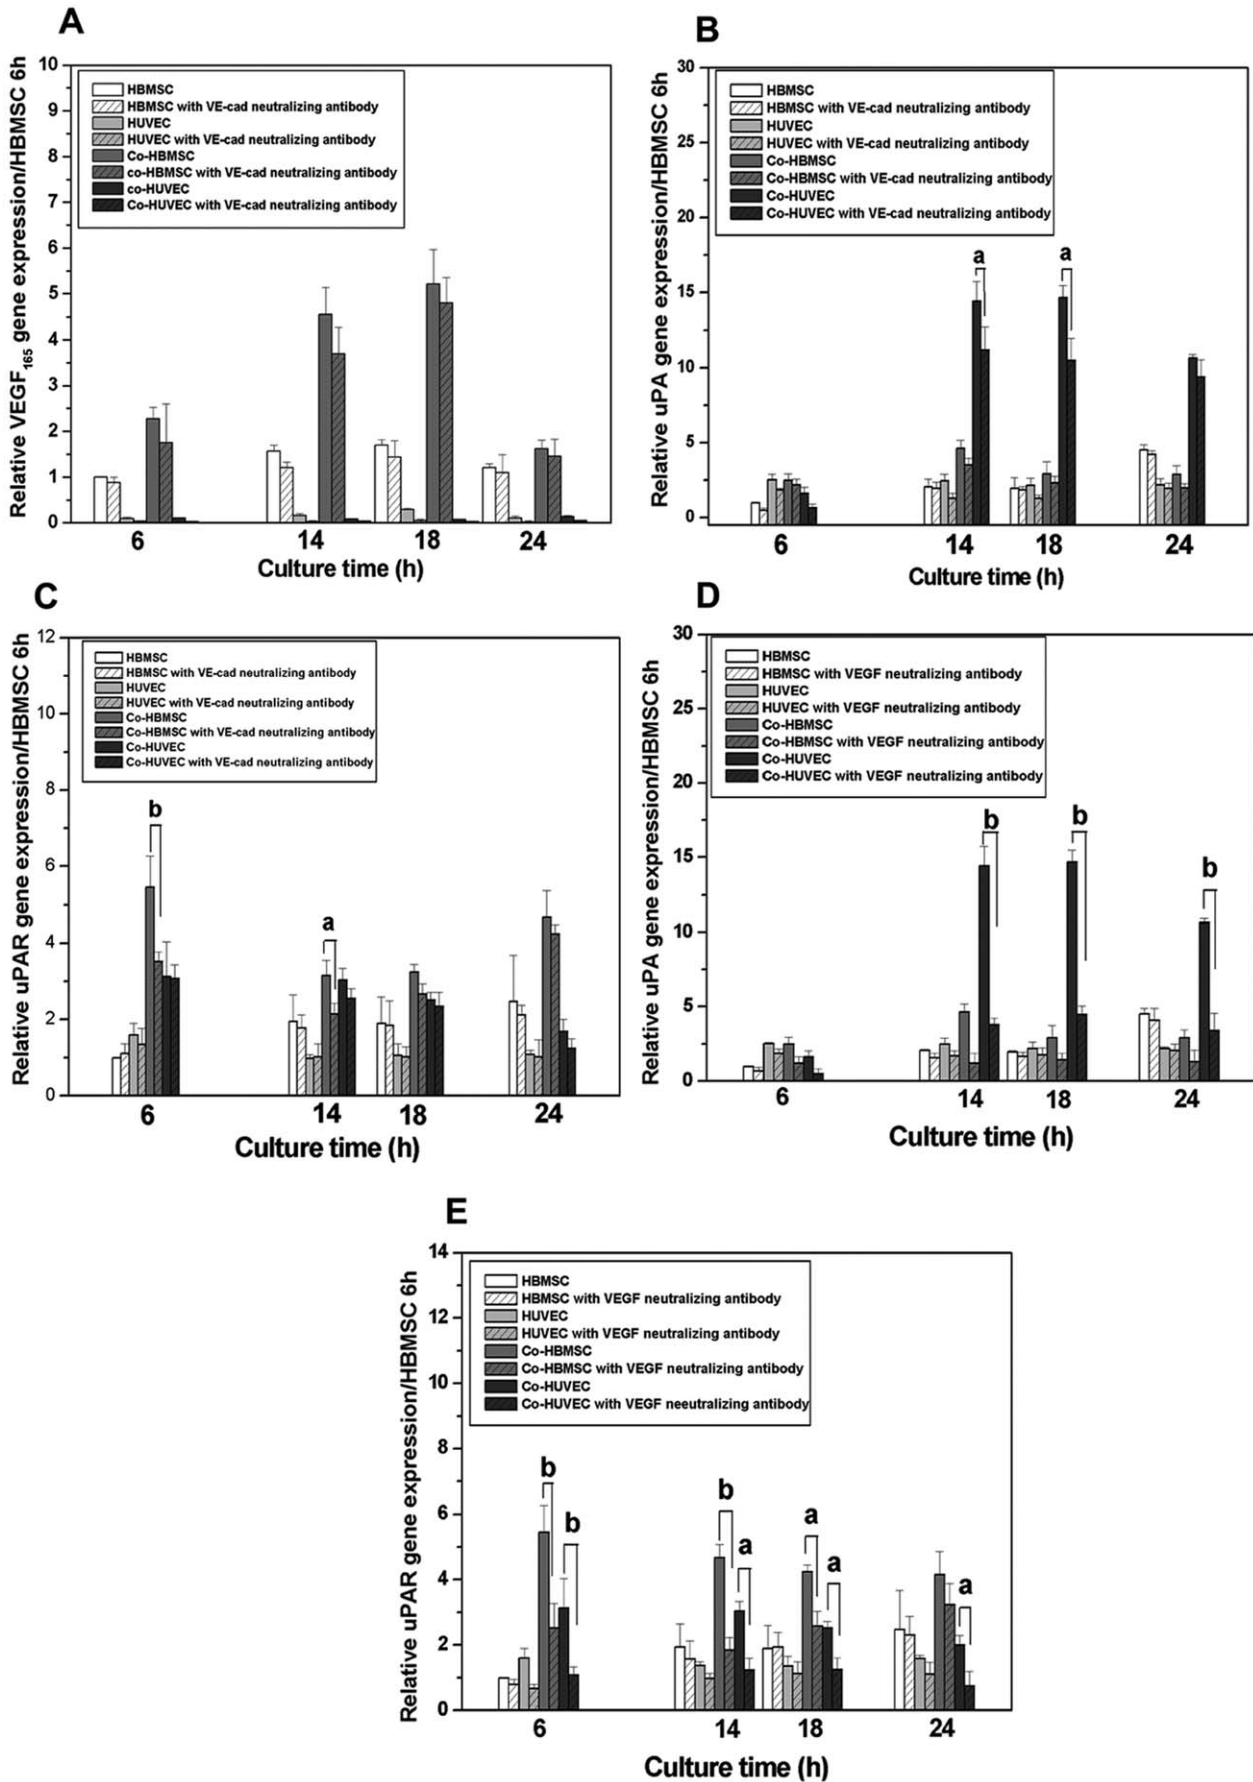 A
Relative VEGF165 gene expression/HBMSC 6h
10
9
8
7
6
5
4
3
2
1
0
HBMSC
HBMSC with VE-cad neutralizing antibody
HUVEC
HUVEC with VE-cad neutralizing antibody
Co-HBMSC
co-HBMSC with VE-cad neutralizing antibody
co-HUVEC
Co-HUVEC with VE-cad neutralizing antibody
6 14 18 24
Culture time (h)
B
Relative uPA gene expression/HBMSC 6h
30
25
20
15
10
5
0
HBMSC
HBMSC with VE-cad neutralizing antibody
HUVEC
HUVEC with VE-cad neutralizing antibody
Co-HBMSC
Co-HBMSC with VE-cad neutralizing antibody
Co-HUVEC
Co-HUVEC with VE-cad neutralizing antibody
a a
6 14 18 24
Culture time (h)
C
Relative uPAR gene expression/HBMSC 6h
12
10
8
6
4
2
0
HBMSC
HBMSC with VE-cad neutralizing antibody
HUVEC
HUVEC with VE-cad neutralizing antibody
Co-HBMSC
Co-HBMSC with VE-cad neutralizing antibody
Co-HUVEC
Co-HUVEC with VE-cad neutralizing antibody
b
a
6 14 18 24
Culture time (h)
D
Relative uPA gene expression/HBMSC 6h
30
25
20
15
10
5
0
HBMSC
HBMSC with VEGF neutralizing antibody
HUVEC
HUVEC with VEGF neutralizing antibody
Co-HBMSC
Co-HBMSC with VEGF neutralizing antibody
Co-HUVEC
Co-HUVEC with VEGF neutralizing antibody
b b
b
6 14 18 24
Culture time (h)
E
Relative uPAR gene expression/HBMSC 6h
14
12
10
8
6
4
2
0
HBMSC
HBMSC with VEGF neutralizing antibody
HUVEC
HUVEC with VEGF neutralizing antibody
Co-HBMSC
Co-HBMSC with VEGF neutralizing antibody
Co-HUVEC
Co-HUVEC with VEGF neeutralizing antibody
b b a
b a a a
6 14 18 24
Culture time (h)